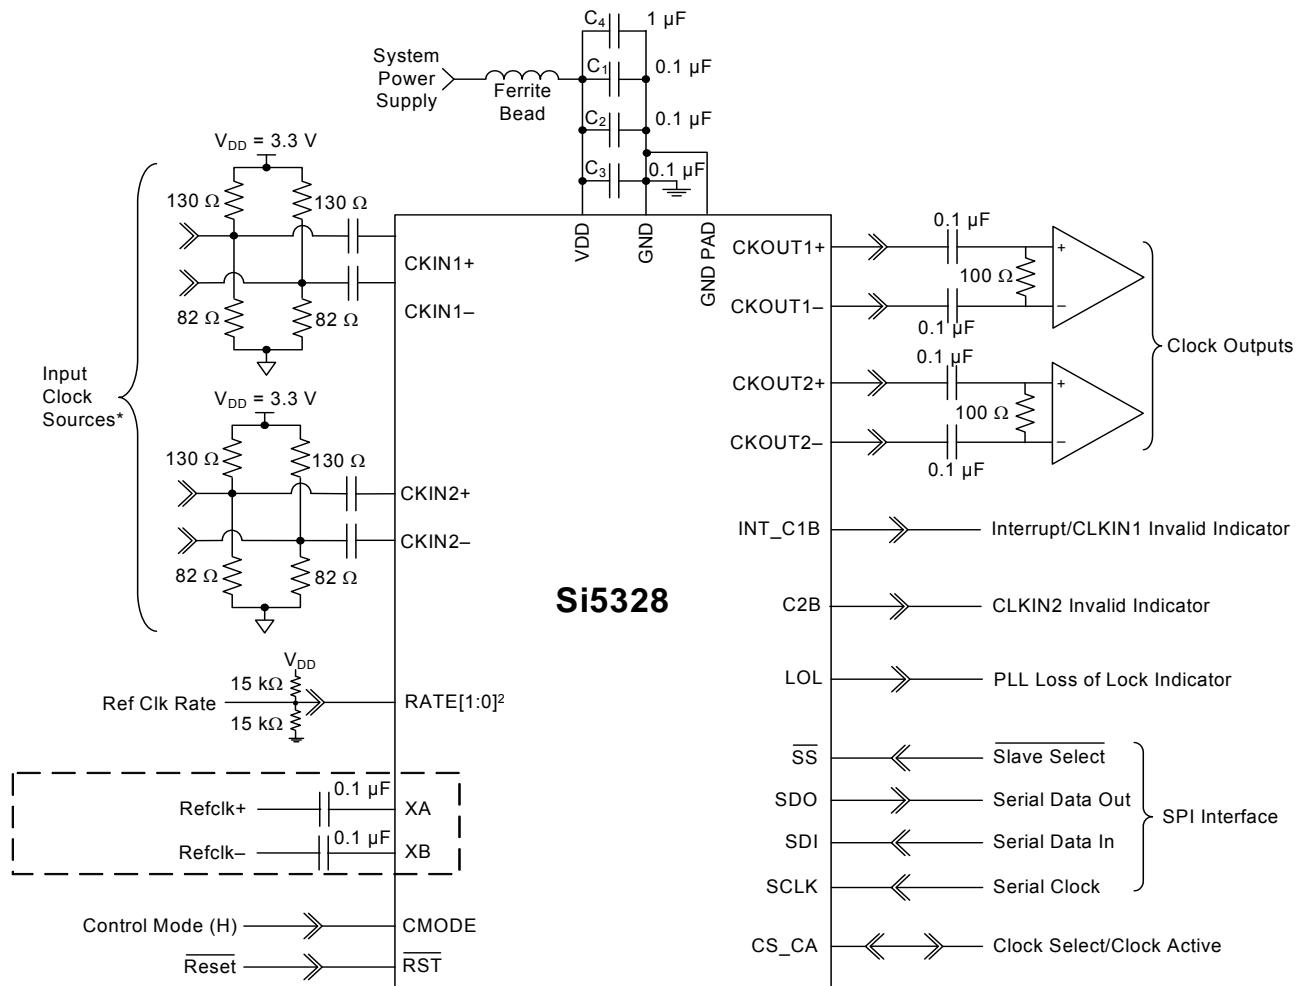 C4 1 µF
System
Power
Supply
Ferrite
Bead
C1 0.1 µF
C2 0.1 µF
C3 0.1 µF
VDD = 3.3 V
130 Ω 130 Ω
82 Ω 82 Ω
VDD = 3.3 V
130 Ω 130 Ω
82 Ω 82 Ω
Input
Clock
Sources*
VDD
15 kΩ
Ref Clk Rate
15 kΩ
0.1 µF
Refclk+
0.1 µF
Refclk–
Control Mode (H)
Reset
VDD
GND
GND PAD
CKIN1+
CKIN1–
CKIN2+
CKIN2–
RATE[1:0]²
XA
XB
CMODE
RST
Si5328
CKOUT1+
CKOUT1–
CKOUT2+
CKOUT2–
INT_C1B
C2B
LOL
SS
SDO
SDI
SCLK
CS_CA
0.1 µF
+
100 Ω
–
0.1 µF
0.1 µF
+
100 Ω
–
0.1 µF
Clock Outputs
Interrupt/CLKIN1 Invalid Indicator
CLKIN2 Invalid Indicator
PLL Loss of Lock Indicator
Slave Select
Serial Data Out
Serial Data In
Serial Clock
SPI Interface
Clock Select/Clock Active